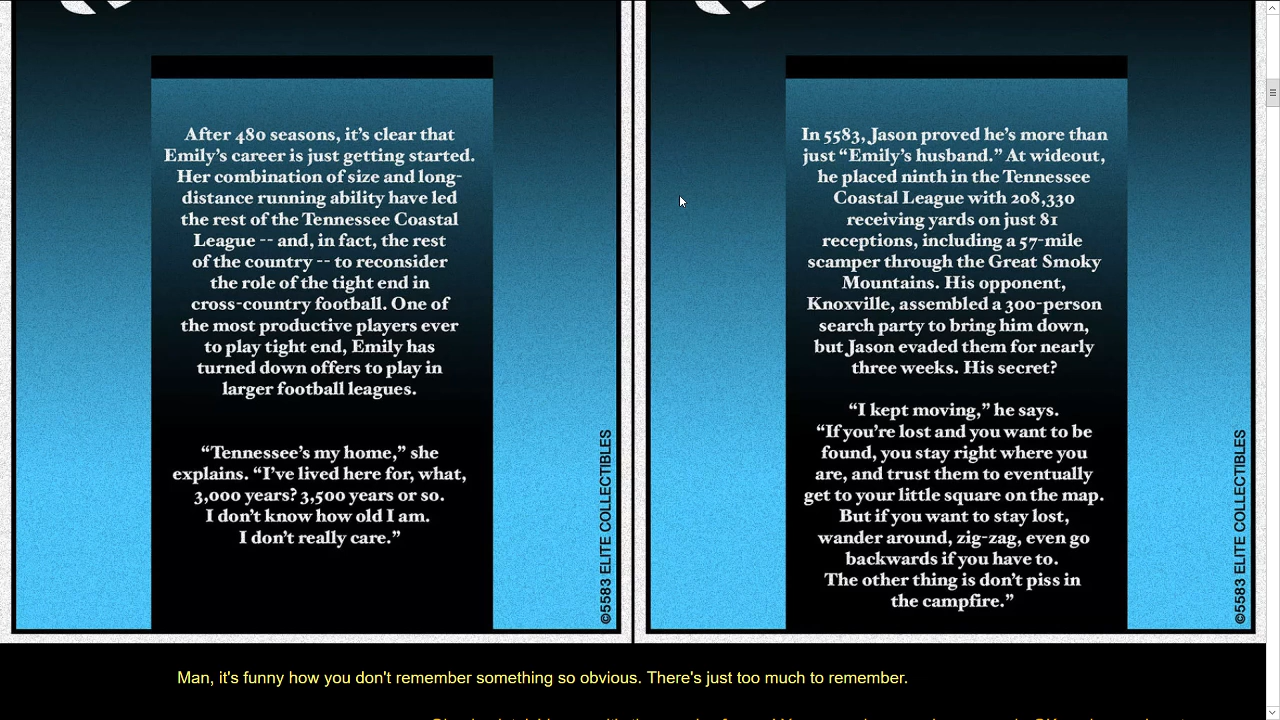 After 480 seasons, it's clear that
Emily's career is just getting started.
Her combination of size and long-
distance running ability have led
the rest of the Tennessee Coastal
League -- and, in fact, the rest
of the country -- to reconsider
the role of the tight end in
cross-country football. One of
the most productive players ever
to play tight end, Emily has
turned down offers to play in
larger football leagues.
“Tennessee's my home,” she
explains. “I've lived here for, what,
3,000 years? 3,500 years or so.
I don't know how old I am.
I don't really care.”
©5583 ELITE COLLECTIBLES
In 5583, Jason proved he's more than
just “Emily's husband.” At wideout,
he placed ninth in the Tennessee
Coastal League with 208,330
receiving yards on just 81
receptions, including a 57-mile
scamper through the Great Smoky
Mountains. His opponent,
Knoxville, assembled a 300-person
search party to bring him down,
but Jason evaded them for nearly
three weeks. His secret?
“I kept moving,” he says.
“If you're lost and you want to be
found, you stay right where you
are, and trust them to eventually
get to your little square on the map.
But if you want to stay lost,
wander around, zig-zag, even go
backwards if you have to.
The other thing is don't piss in
the campfire.”
©5583 ELITE COLLECTIBLES
Man, it's funny how you don't remember something so obvious. There's just too much to remember.